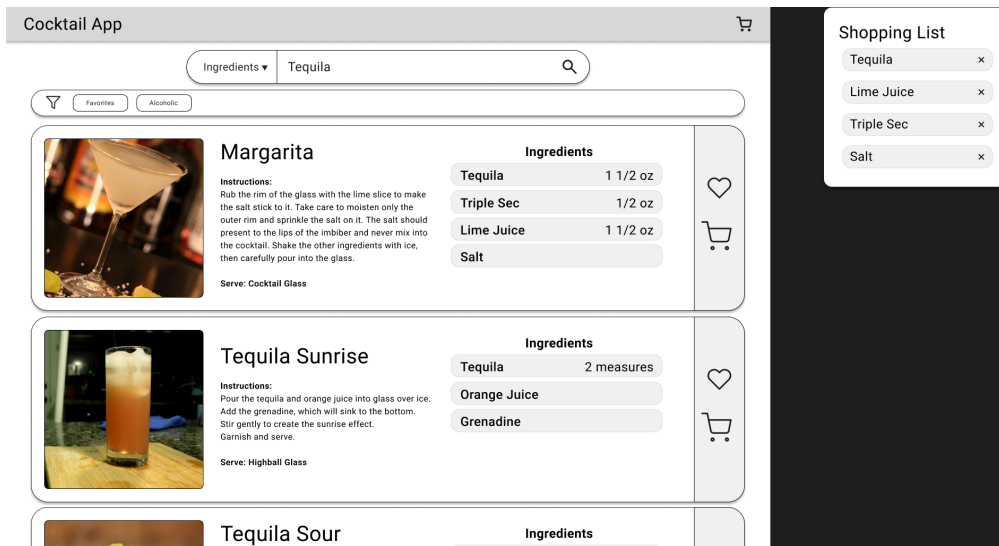 Cocktail App
Ingredients ▾
Tequila
Favorites
Alcoholic
Margarita
Instructions:
Rub the rim of the glass with the lime slice to make
the salt stick to it. Take care to moisten only the
outer rim and sprinkle the salt on it. The salt should
present to the lips of the imbiber and never mix into
the cocktail. Shake the other ingredients with ice,
then carefully pour into the glass.
Serve: Cocktail Glass
Ingredients
Tequila 1 1/2 oz
Triple Sec 1/2 oz
Lime Juice 1 1/2 oz
Salt
Tequila Sunrise
Instructions:
Pour the tequila and orange juice into glass over ice.
Add the grenadine, which will sink to the bottom.
Stir gently to create the sunrise effect.
Garnish and serve.
Serve: Highball Glass
Ingredients
Tequila 2 measures
Orange Juice
Grenadine
Tequila Sour
Ingredients
Shopping List
Tequila ×
Lime Juice ×
Triple Sec ×
Salt ×